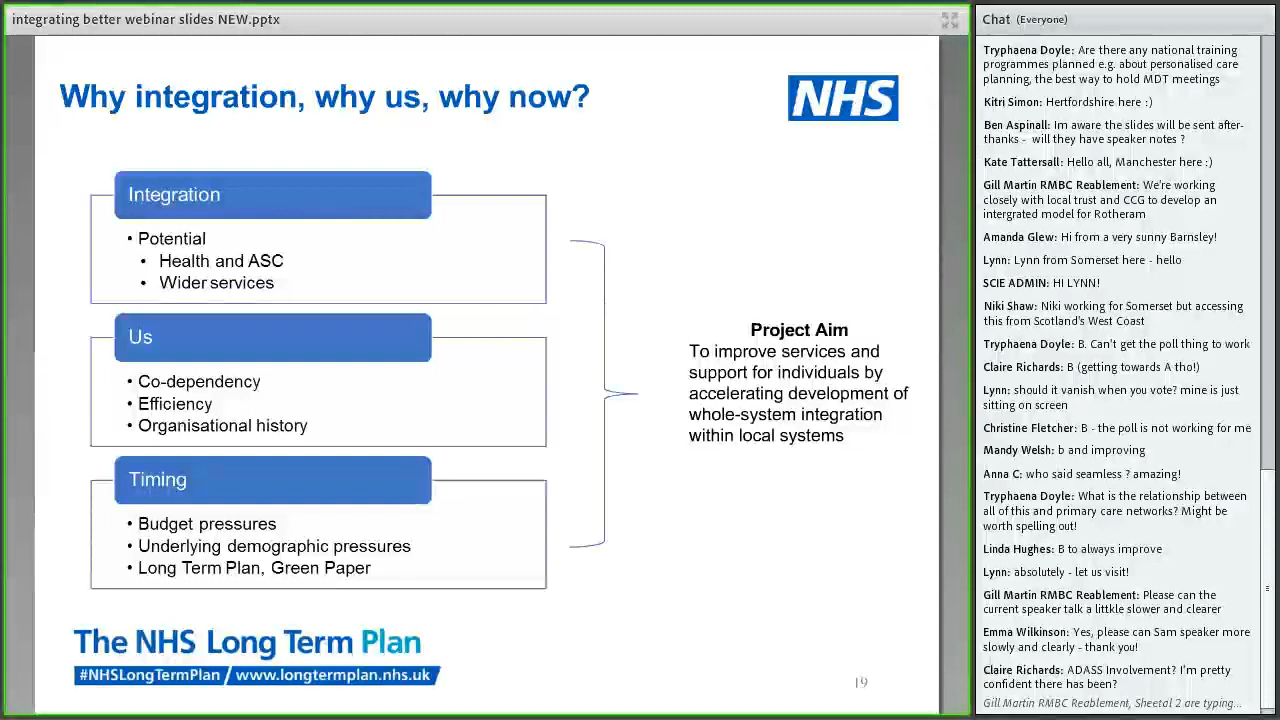 integrating better webinar slides NEW.pptx
Why integration, why us, why now?
NHS
Integration
• Potential
• Health and ASC
• Wider services
Us
• Co-dependency
• Efficiency
• Organisational history
Timing
• Budget pressures
• Underlying demographic pressures
• Long Term Plan, Green Paper
Project Aim
To improve services and
support for individuals by
accelerating development of
whole-system integration
within local systems
The NHS Long Term Plan
#NHSLongTermPlan / www.longtermplan.nhs.uk
19
Chat (Everyone)
Tryphaena Doyle: Are there any national training
programmes planned e.g. about personalised care
planning, the best way to hold MDT meetings
Kitri Simon: Hertfordshire here :)
Ben Aspinall: Im aware the slides will be sent after-
thanks - will they have speaker notes ?
Kate Tattersall: Hello all, Manchester here :)
Gill Martin RMBC Reablement: We're working
closely with local trust and CCG to develop an
intergrated model for Rotheram
Amanda Glew: Hi from a very sunny Barnsley!
Lynn: Lynn from Somerset here - hello
SCIE ADMIN: HI LYNN!
Niki Shaw: Niki working for Somerset but accessing
this from Scotland's West Coast
Tryphaena Doyle: B. Can't get the poll thing to work
Claire Richards: B (getting towards A tho!)
Lynn: should it vanish when you vote? mine is just
sitting on screen
Christine Fletcher: B - the poll is not working for me
Mandy Welsh: b and improving
Anna C: who said seamless ? amazing!
Tryphaena Doyle: What is the relationship between
all of this and primary care networks? Might be
worth spelling out!
Linda Hughes: B to always improve
Lynn: absolutely - let us visit!
Gill Martin RMBC Reablement: Please can the
current speaker talk a littkle slower and clearer
Emma Wilkinson: Yes, please can Sam speaker more
slowly and clearly - thank you!
Claire Richards: ADASS Involvement? I'm pretty
confident there has been?
Gill Martin RMBC Reablement, Sheetal 2 are typing...